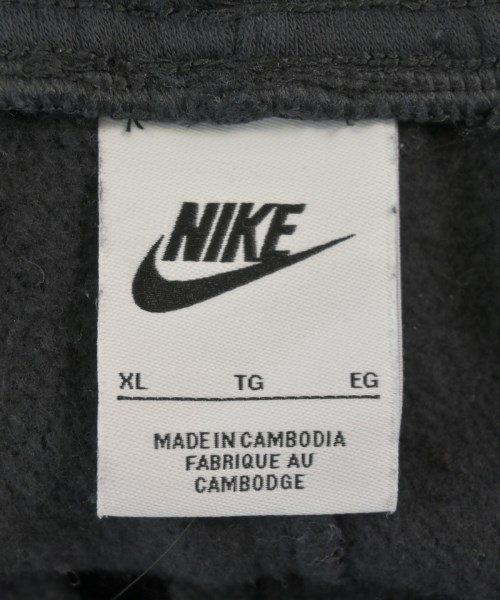 NIKE
XL TG EG
MADE IN CAMBODIA
FABRIQUE AU
CAMBODGE